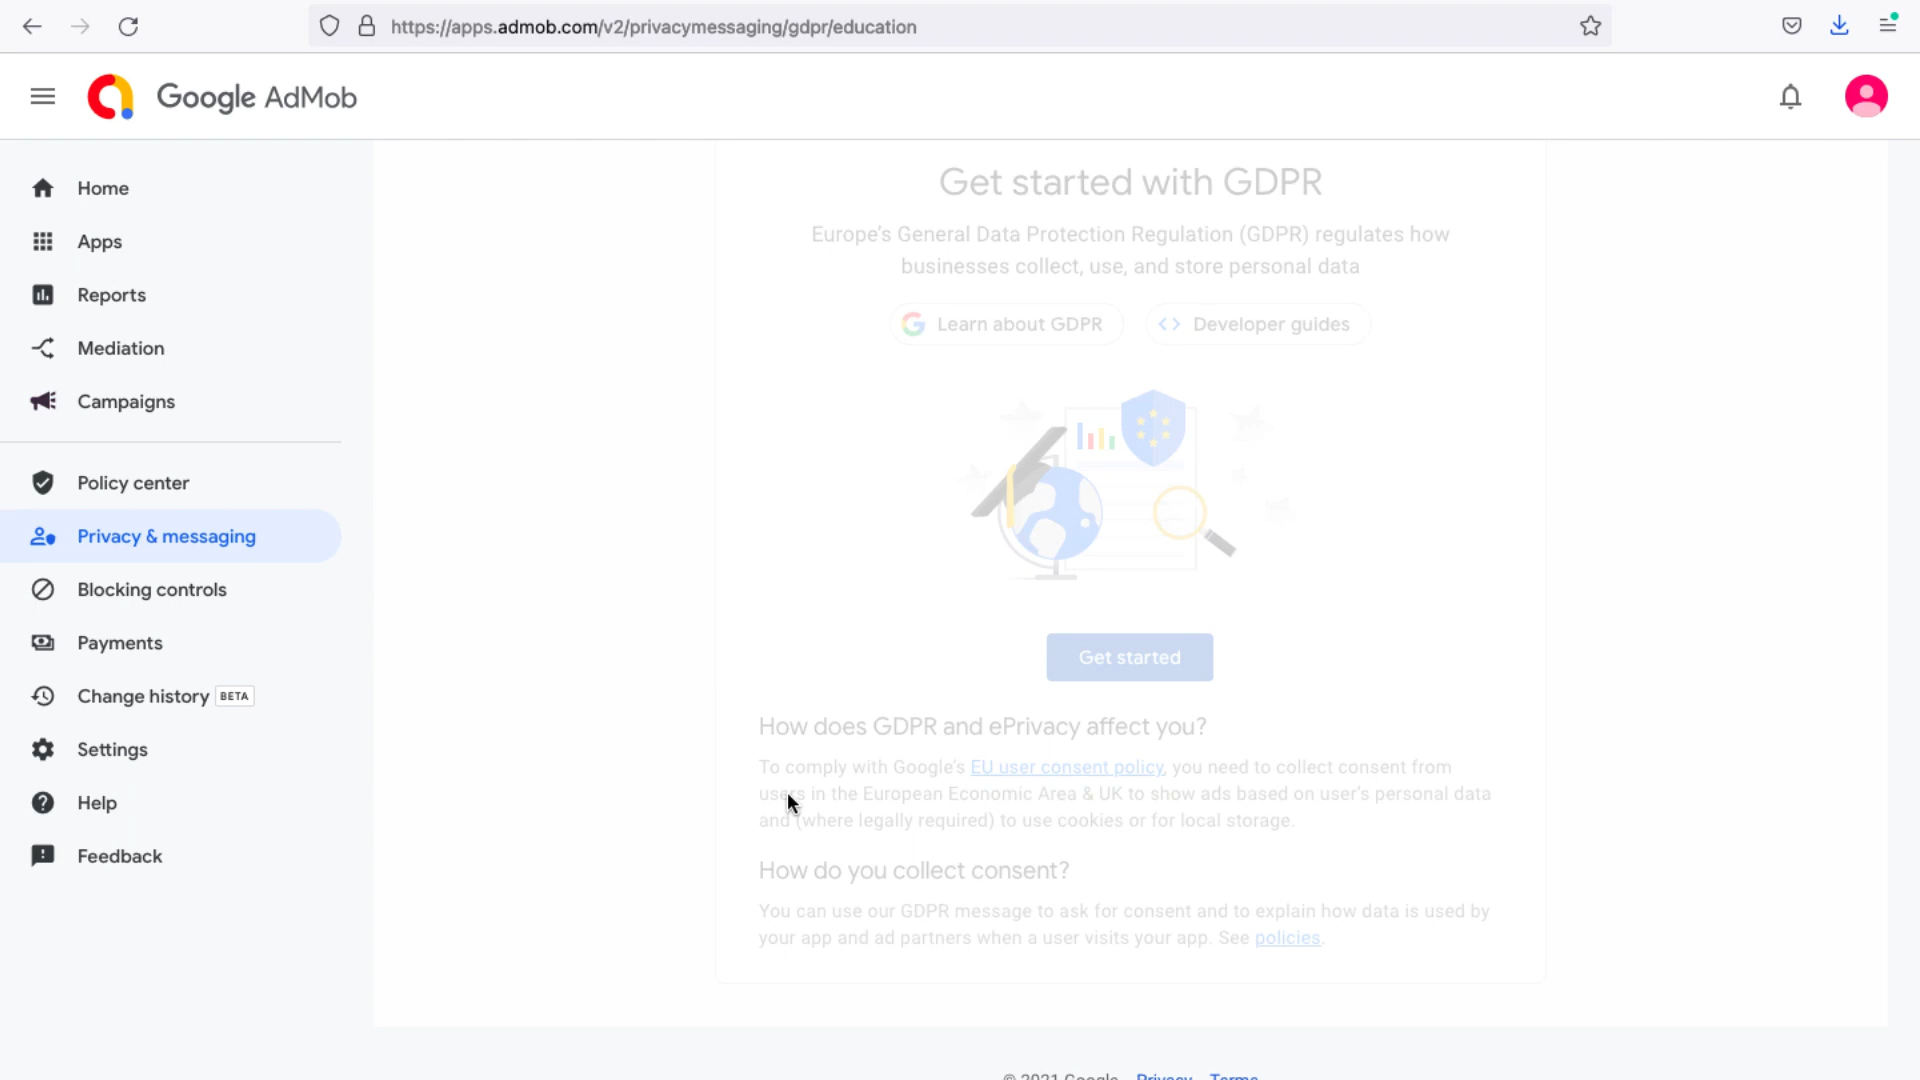 https://apps.admob.com/v2/privacymessaging/gdpr/education
Google AdMob
Home
Apps
Reports
Mediation
Campaigns
Policy center
Privacy & messaging
Blocking controls
Payments
Change history BETA
Settings
Help
Feedback
Get started with GDPR
Europe's General Data Protection Regulation (GDPR) regulates how
businesses collect, use, and store personal data
Learn about GDPR
Developer guides
Get started
How does GDPR and ePrivacy affect you?
To comply with Google's EU user consent policy, you need to collect consent from
users in the European Economic Area & UK to show ads based on user's personal data
and (where legally required) to use cookies or for local storage.
How do you collect consent?
You can use our GDPR message to ask for consent and to explain how data is used by
your app and ad partners when a user visits your app. See policies.
© 2021 Google Privacy Terms